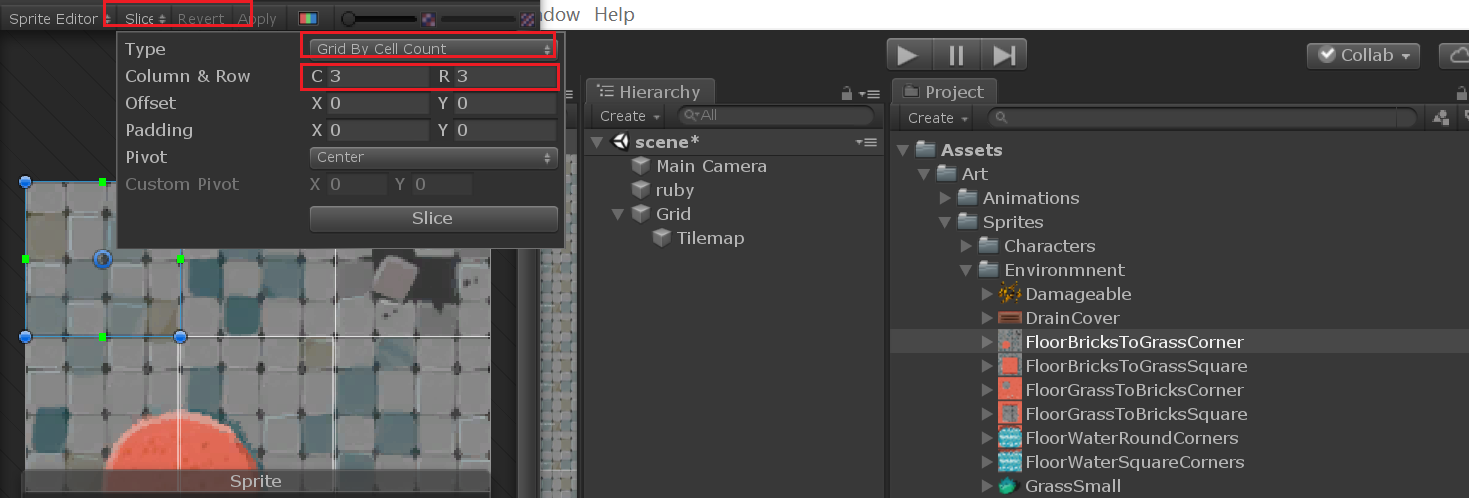 Sprite Editor Slice Revert Apply
dow Help
Type Grid By Cell Count
Column & Row C 3 R 3
Offset X 0 Y 0
Padding X 0 Y 0
Pivot Center
Custom Pivot X 0 Y 0
Slice
Sprite
Collab
Hierarchy
Create All
scene*
Main Camera
ruby
Grid
Tilemap
Project
Create
Assets
Art
Animations
Sprites
Characters
Environmnent
Damageable
DrainCover
FloorBricksToGrassCorner
FloorBricksToGrassSquare
FloorGrassToBricksCorner
FloorGrassToBricksSquare
FloorWaterRoundCorners
FloorWaterSquareCorners
GrassSmall